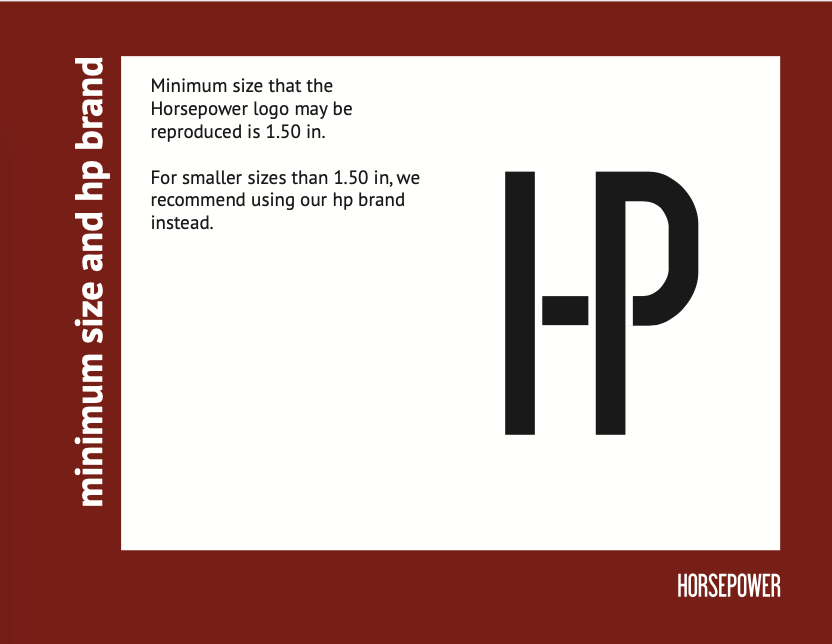 minimum size and hp brand
Minimum size that the
Horsepower logo may be
reproduced is 1.50 in.
For smaller sizes than 1.50 in, we
recommend using our hp brand
instead.
HP
HORSEPOWER